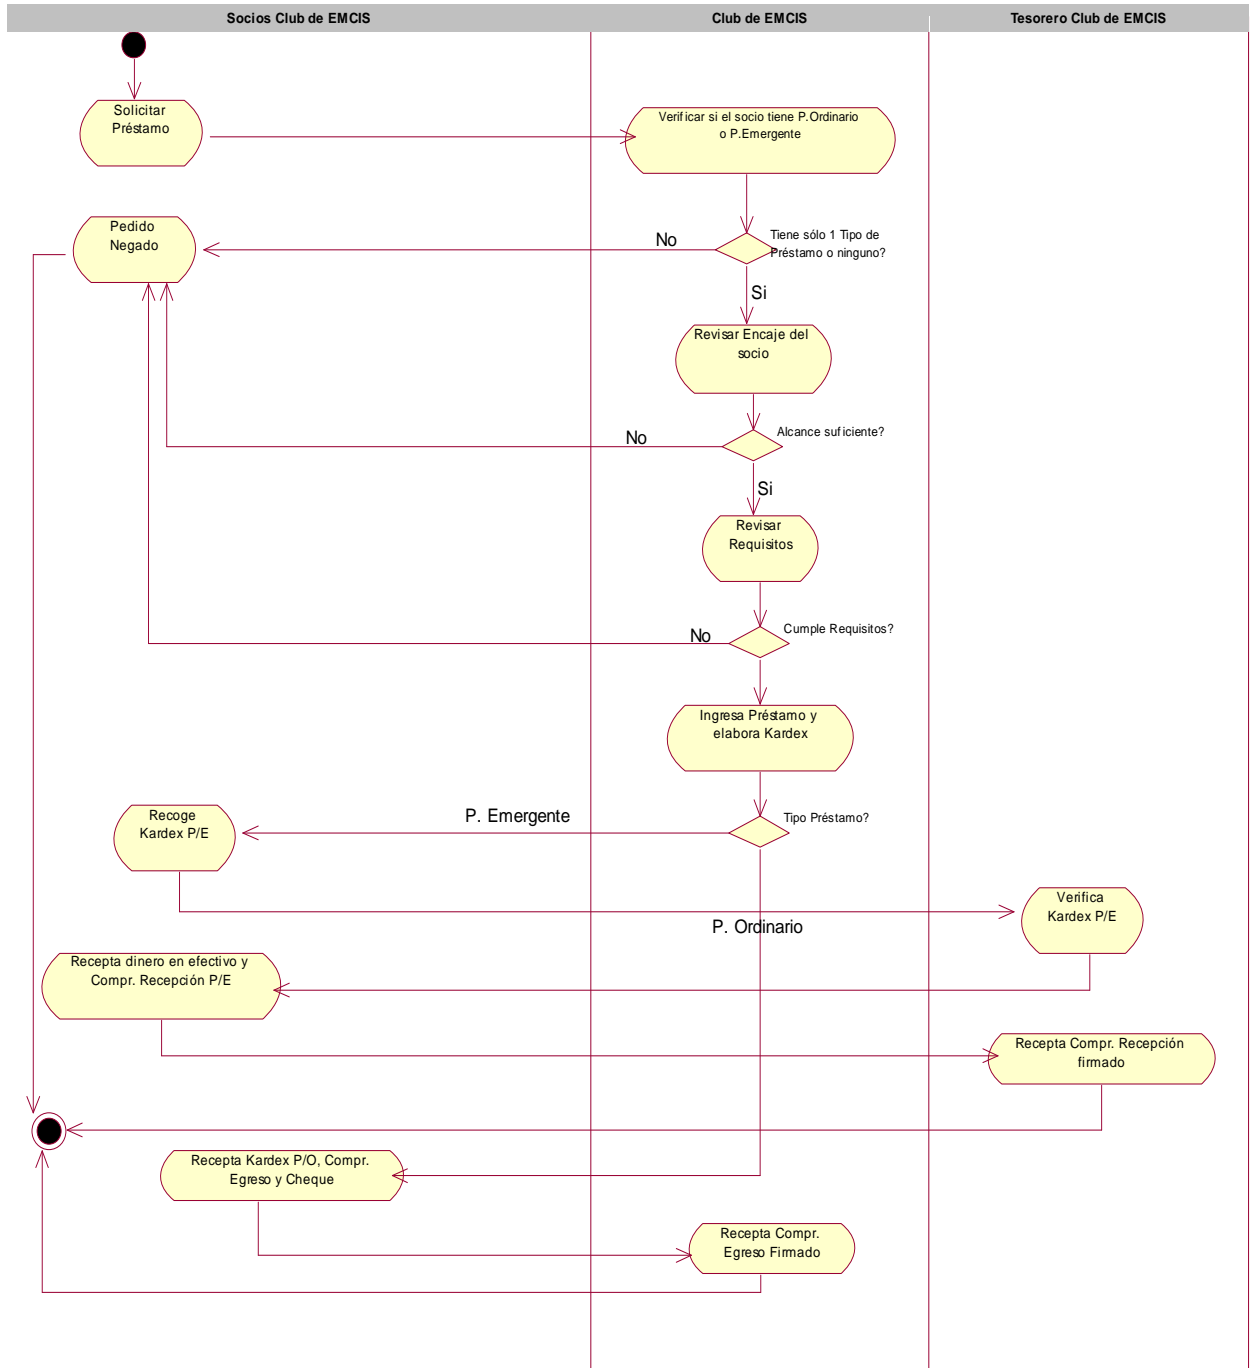 Socios Club de EMCIS
Club de EMCIS
Tesorero Club de EMCIS
Solicitar
Préstamo
Verificar si el socio tiene P.Ordinario
o P.Emergente
Pedido
Negado
No
Tiene sólo 1 Tipo de
Préstamo o ninguno?
Si
Revisar Encaje del
socio
No
Alcance suficiente?
Si
Revisar
Requisitos
No
Cumple Requisitos?
Ingresa Préstamo y
elabora Kardex
Recoge
Kardex P/E
P. Emergente
Tipo Préstamo?
Verifica
Kardex P/E
P. Ordinario
Recepta dinero en efectivo y
Compr. Recepción P/E
Recepta Compr. Recepción
firmado
Recepta Kardex P/O, Compr.
Egreso y Cheque
Recepta Compr.
Egreso Firmado